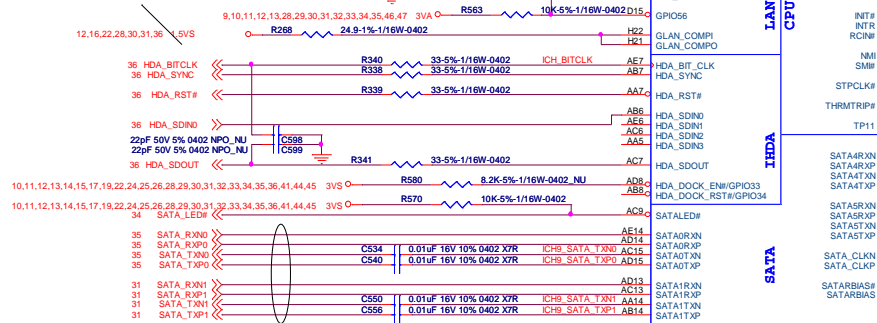 9,10,11,12,13,28,29,30,31,32,33,34,35,46,47 3VA R563 10K-5%-1/16W-0402 D15 GPIO56 LAN CPU
12,16,22,28,30,31,36 1.5VS R268 24.9-1%-1/16W-0402 H22 GLAN_COMPI INIT#
H21 GLAN_COMPO INTR
RCIN#
36 HDA_BITCLK R340 33-5%-1/16W-0402 ICH_BITCLK AE7 HDA_BIT_CLK NMI
36 HDA_SYNC R338 33-5%-1/16W-0402 AB7 HDA_SYNC SMI#
36 HDA_RST# R339 33-5%-1/16W-0402 AA7 HDA_RST# STPCLK#
THRMTRIP#
36 HDA_SDIN0 AB6 HDA_SDIN0
AE6 HDA_SDIN1 TP11
22pF 50V 5% 0402 NPO_NU C598 AC6 HDA_SDIN2
22pF 50V 5% 0402 NPO_NU C599 AA5 HDA_SDIN3
36 HDA_SDOUT R341 33-5%-1/16W-0402 AC7 HDA_SDOUT IHDA
SATA4RXN
SATA4RXP
10,11,12,13,14,15,17,19,22,24,25,26,28,29,30,31,32,33,34,35,36,41,44,45 3VS R580 8.2K-5%-1/16W-0402_NU AD8 HDA_DOCK_EN#/GPIO33 SATA4TXN
AB8 HDA_DOCK_RST#/GPIO34 SATA4TXP
10,11,12,13,14,15,17,19,22,24,25,26,28,29,30,31,32,33,34,35,36,41,44,45 3VS R570 10K-5%-1/16W-0402
34 SATA_LED# AC9 SATALED# SATA5RXN
SATA5RXP
35 SATA_RXN0 AE14 SATA0RXN SATA5TXN
35 SATA_RXP0 AD14 SATA0RXP SATA5TXP
35 SATA_TXN0 C534 0.01uF 16V 10% 0402 X7R ICH9_SATA_TXN0 AC15 SATA0TXN SATA_CLKN
35 SATA_TXP0 C540 0.01uF 16V 10% 0402 X7R ICH9_SATA_TXP0 AD15 SATA0TXP SATA_CLKP
SATA
31 SATA_RXN1 AD13 SATA1RXN SATARBIAS#
31 SATA_RXP1 AC13 SATA1RXP SATARBIAS
31 SATA_TXN1 C550 0.01uF 16V 10% 0402 X7R ICH9_SATA_TXN1 AA14 SATA1TXN
31 SATA_TXP1 C556 0.01uF 16V 10% 0402 X7R ICH9_SATA_TXP1 AB14 SATA1TXP